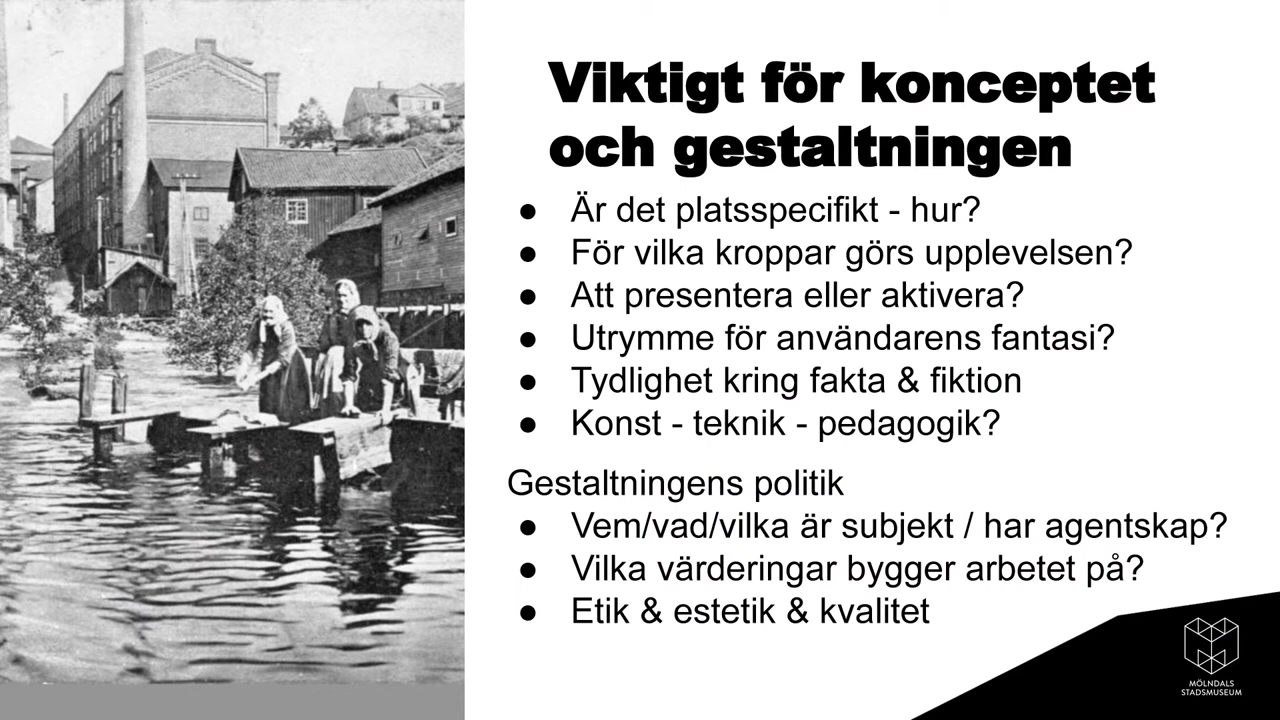 Viktigt för konceptet
och gestaltningen
● Är det platsspecifikt - hur?
● För vilka kroppar görs upplevelsen?
● Att presentera eller aktivera?
● Utrymme för användarens fantasi?
● Tydlighet kring fakta & fiktion
● Konst - teknik - pedagogik?
Gestaltningens politik
● Vem/vad/vilka är subjekt / har agentskap?
● Vilka värderingar bygger arbetet på?
● Etik & estetik & kvalitet
MÖLNDALS
STADSMUSEUM